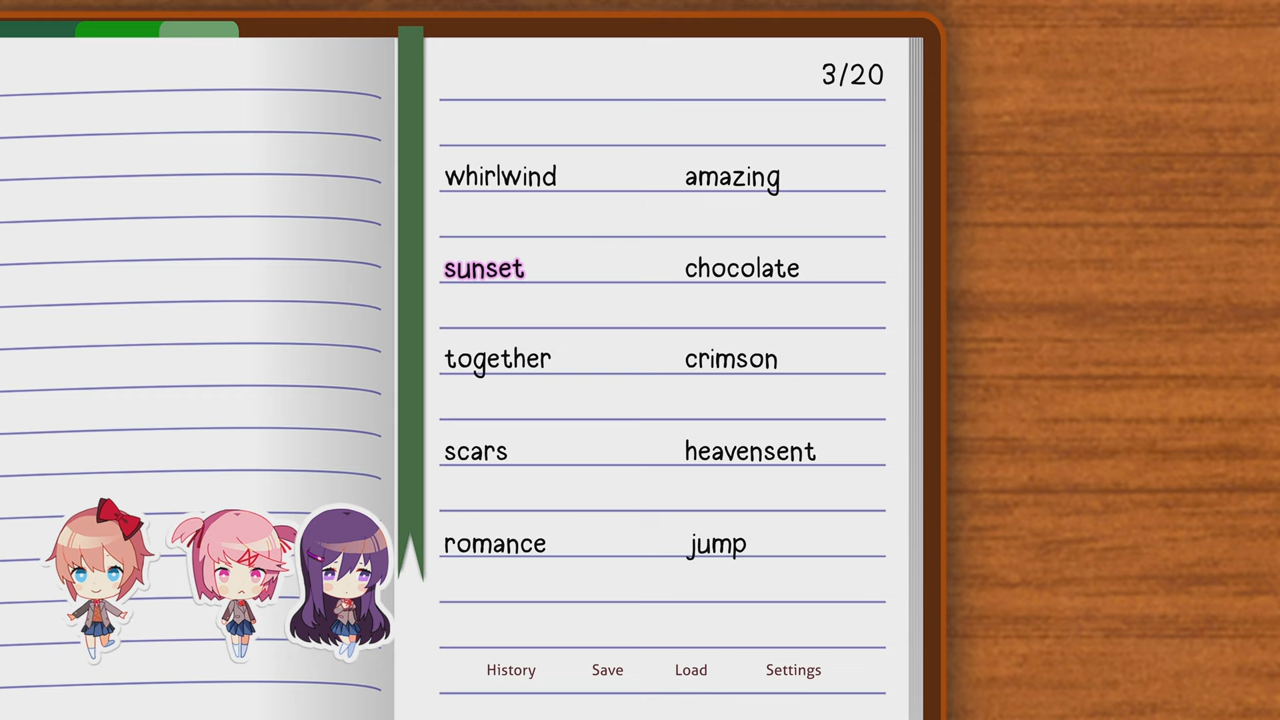 3/20
whirlwind amazing
sunset chocolate
together crimson
scars heavensent
romance jump
History Save Load Settings